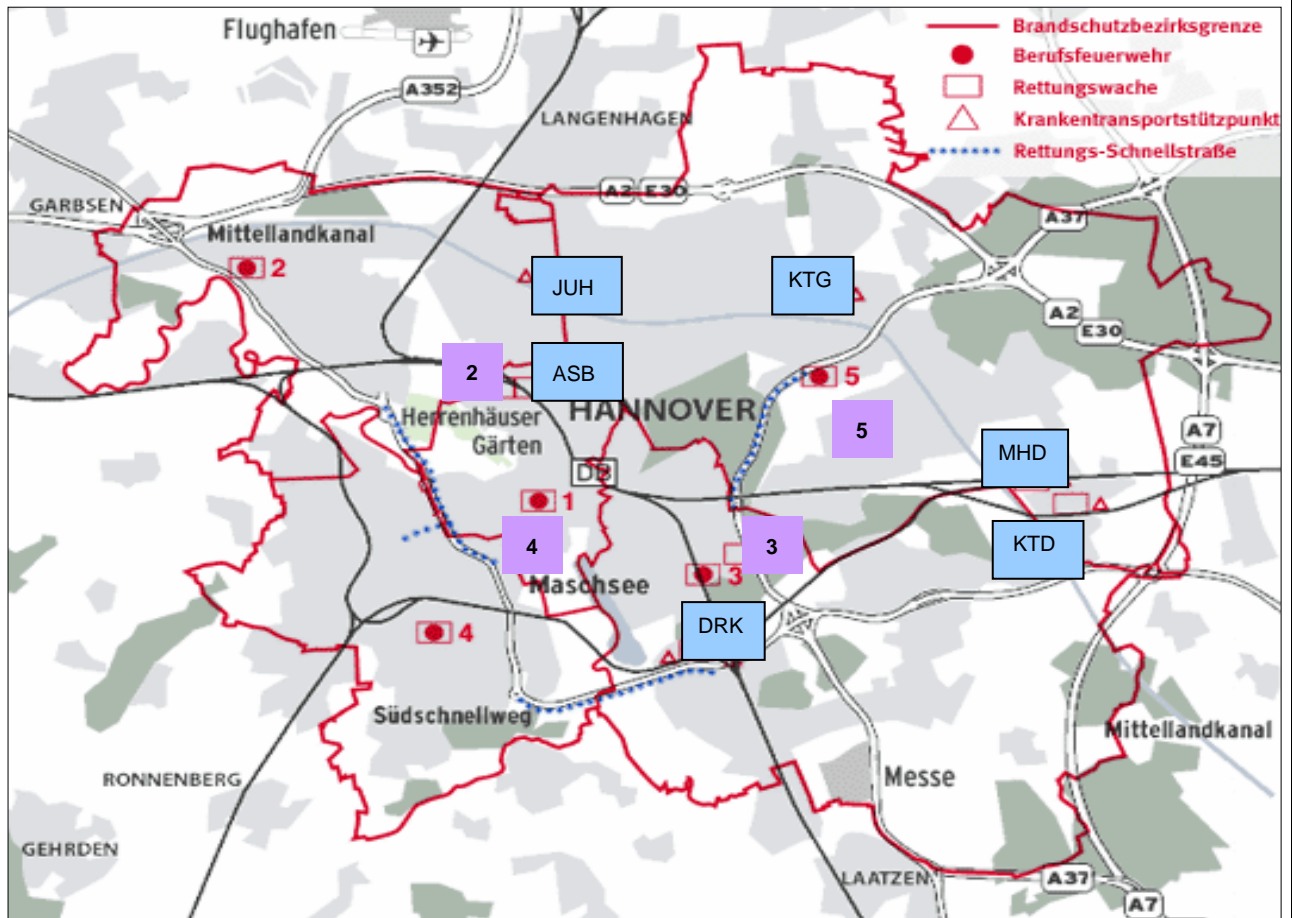 Flughafen
Brandschutzbezirksgrenze
Berufsfeuerwehr
Rettungswache
Krankentransportstützpunkt
Rettungs-Schnellstraße
A352
LANGENHAGEN
A2 E30
GARBSEN
Mittellandkanal
A37
2
JUH
KTG
A2
E30
2
ASB
5
HANNOVER
Herrenhäuser
Gärten
5
A7
E45
MHD
DB
1
4
3
KTD
3
Maschsee
DRK
4
Südschnellweg
Mittellandkanal
RONNENBERG
Messe
GEHRDEN
LAATZEN
A37
A7